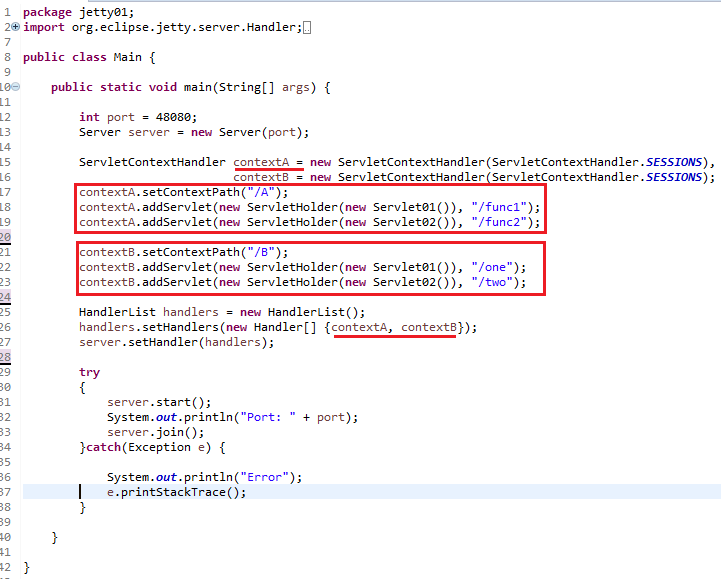 1 package jetty01;
2 import org.eclipse.jetty.server.Handler;
7
8 public class Main {
9
10 public static void main(String[] args) {
11
12 int port = 48080;
13 Server server = new Server(port);
14
15 ServletContextHandler contextA = new ServletContextHandler(ServletContextHandler.SESSIONS),
16 contextB = new ServletContextHandler(ServletContextHandler.SESSIONS);
17 contextA.setContextPath("/A");
18 contextA.addServlet(new ServletHolder(new Servlet01()), "/func1");
19 contextA.addServlet(new ServletHolder(new Servlet02()), "/func2");
20
21 contextB.setContextPath("/B");
22 contextB.addServlet(new ServletHolder(new Servlet01()), "/one");
23 contextB.addServlet(new ServletHolder(new Servlet02()), "/two");
24
25 HandlerList handlers = new HandlerList();
26 handlers.setHandlers(new Handler[] {contextA, contextB});
27 server.setHandler(handlers);
28
29 try
30 {
31 server.start();
32 System.out.println("Port: " + port);
33 server.join();
34 }catch(Exception e) {
35
36 System.out.println("Error");
37 e.printStackTrace();
38 }
39
40 }
41
42 }